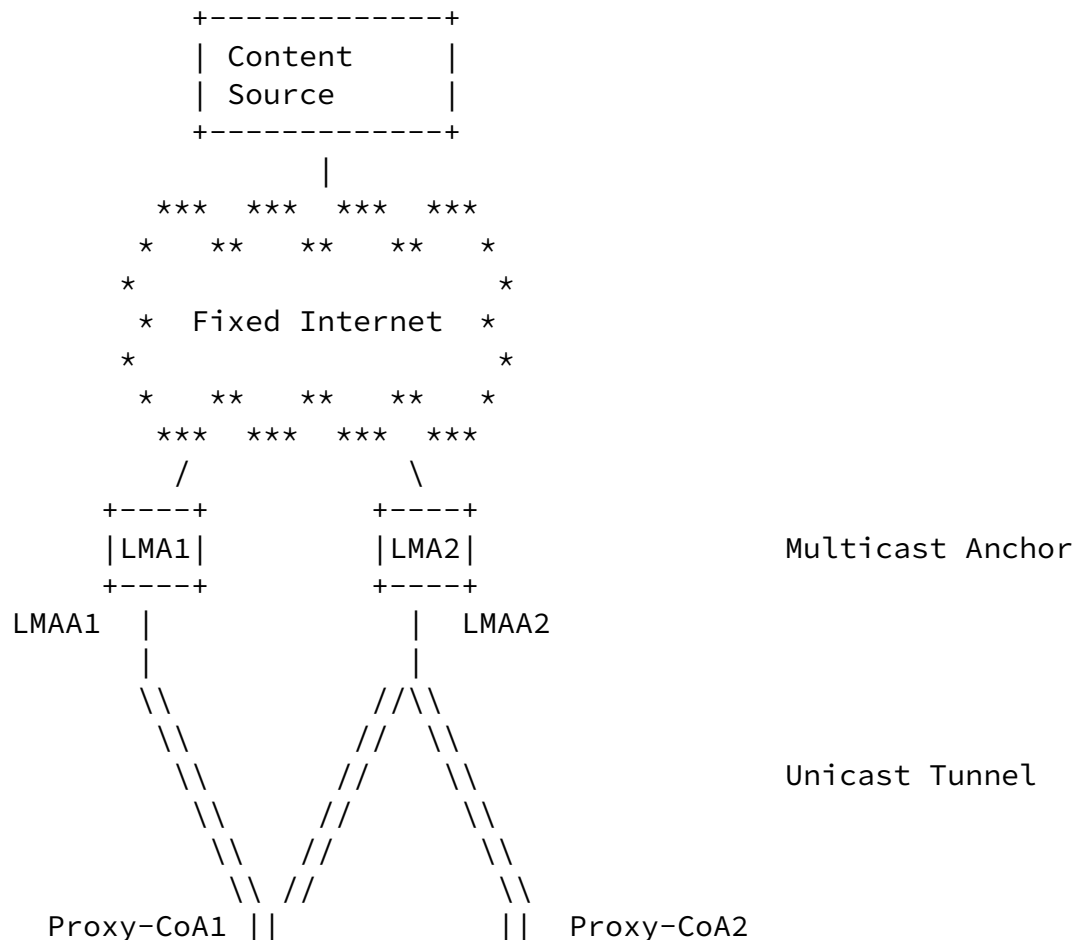 Content
Source
Fixed Internet
LMA1 LMA2 Multicast Anchor
LMAA1 LMAA2
Unicast Tunnel
Proxy-CoA1 Proxy-CoA2